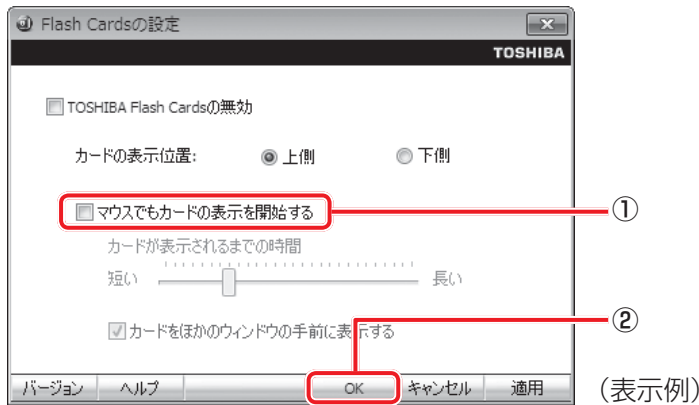 Flash Cardsの設定
TOSHIBA
TOSHIBA Flash Cardsの無効
カードの表示位置: 上側 下側
マウスでもカードの表示を開始する ①
カードが表示されるまでの時間
短い 長い
カードをほかのウィンドウの手前に表示する ②
バージョン ヘルプ OK キャンセル 適用 (表示例)